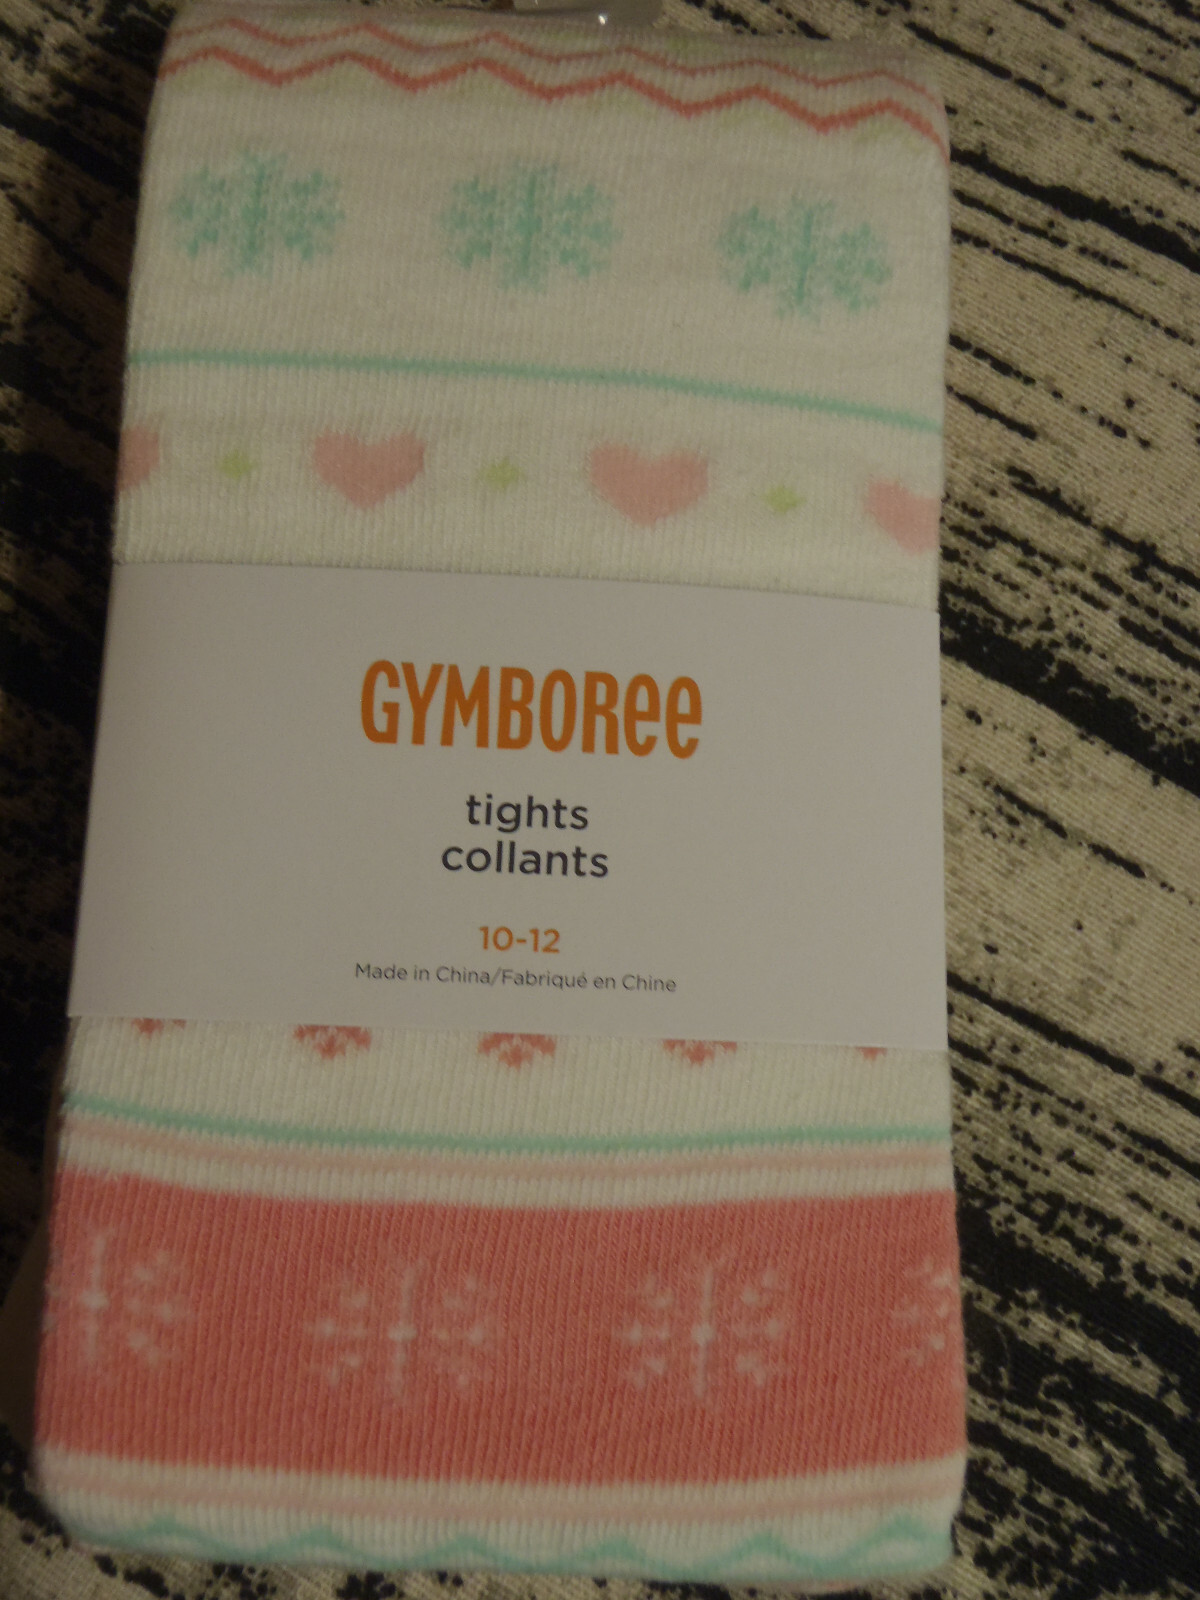 GYMBOREE
tights
collants
10-12
Made in China/Fabriqué en Chine